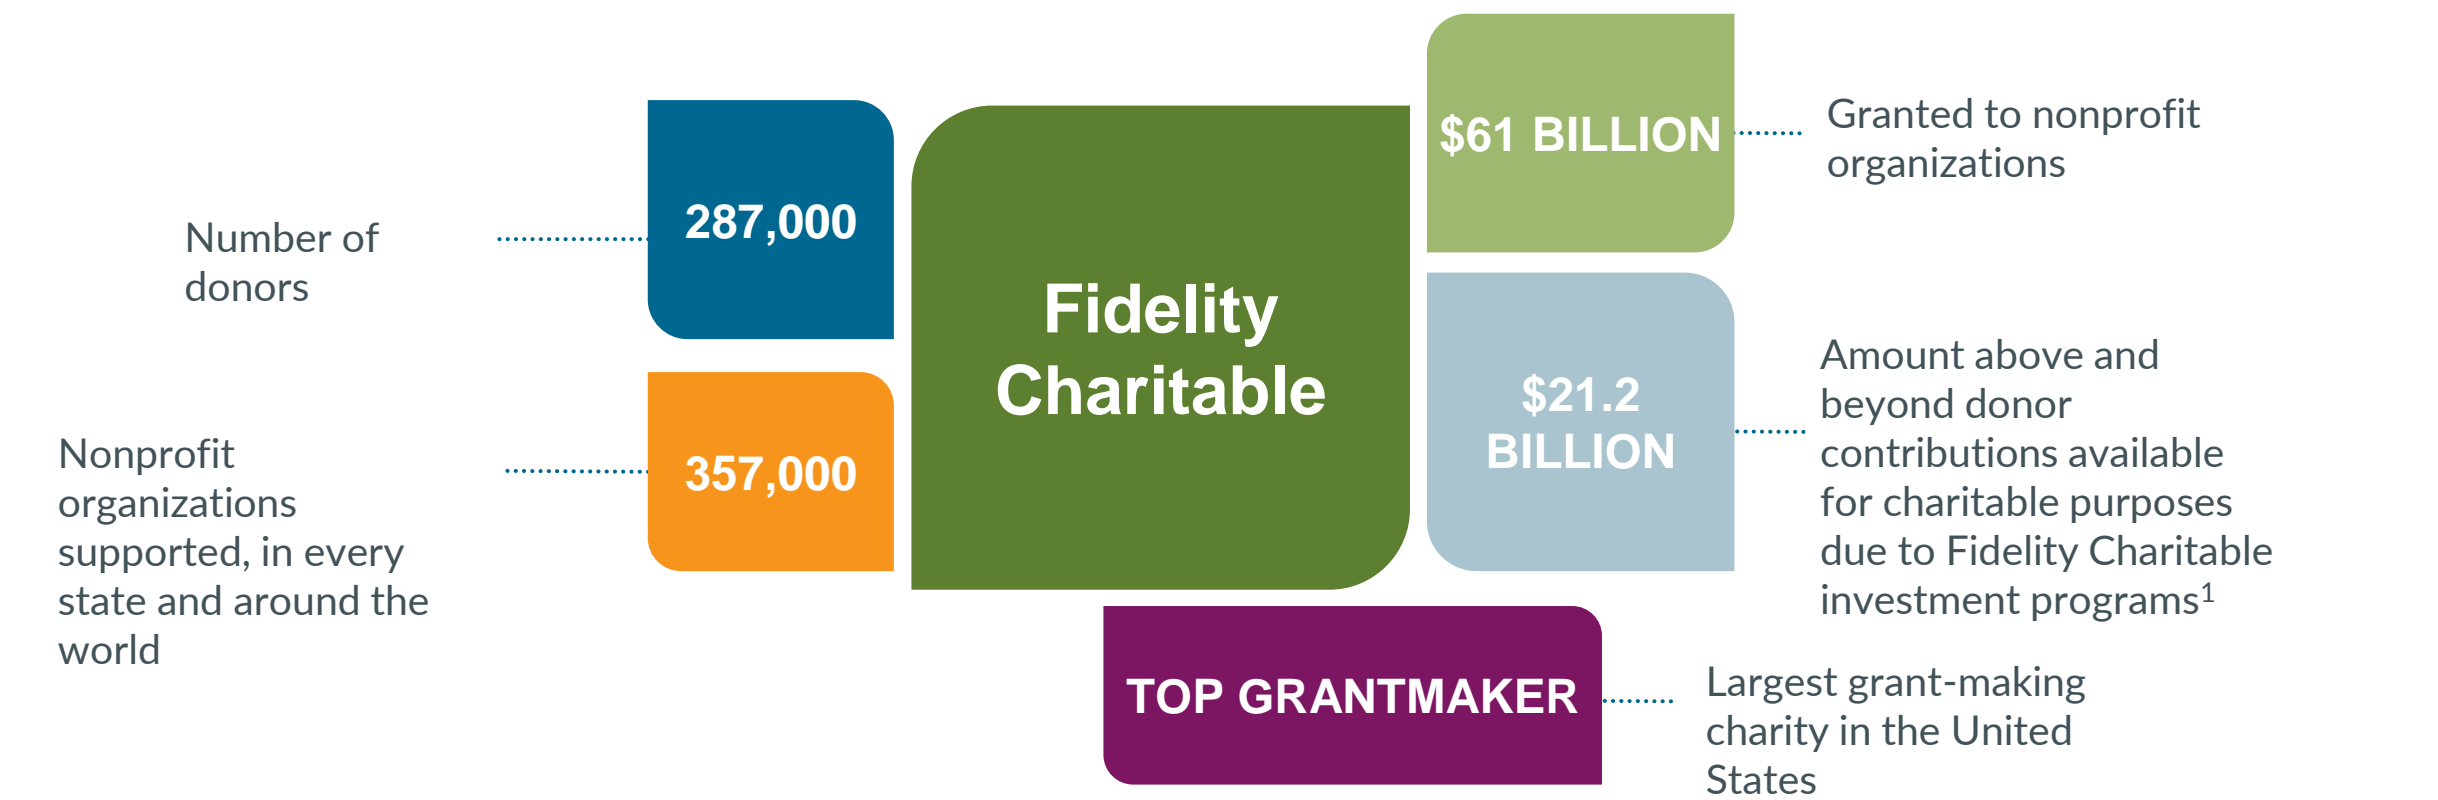 Number of
donors
287,000
Nonprofit
organizations
supported, in every
state and around the
world
357,000
Fidelity
Charitable
$61 BILLION
Granted to nonprofit
organizations
$21.2
BILLION
Amount above and
beyond donor
contributions available
for charitable purposes
due to Fidelity Charitable
investment programs¹
TOP GRANTMAKER
Largest grant-making
charity in the United
States